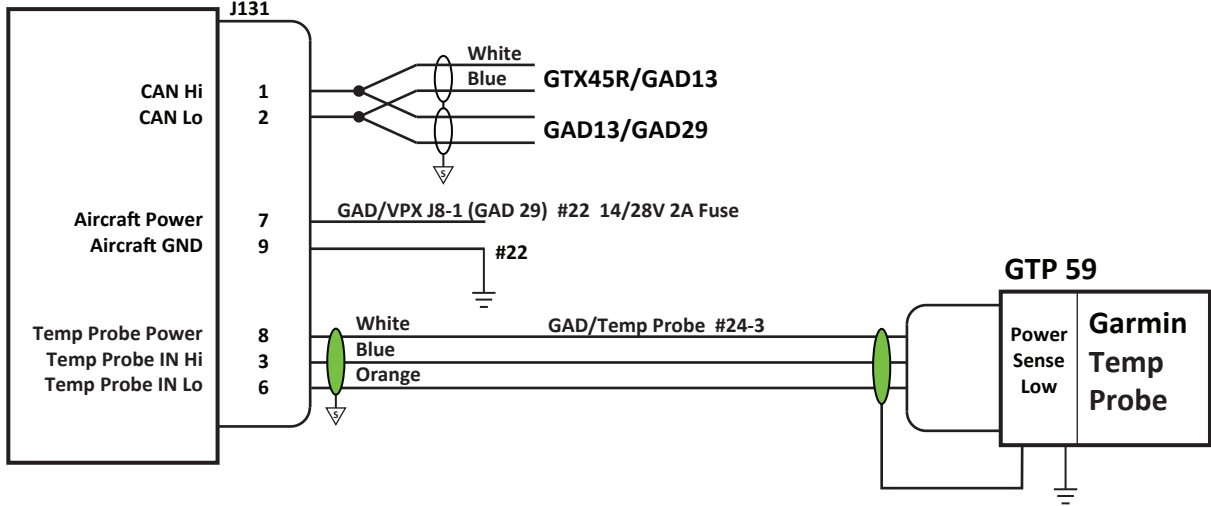 J131
White
CAN Hi 1 Blue GTX45R/GAD13
CAN Lo 2
GAD13/GAD29
S
GAD/VPX J8-1 (GAD 29) #22 14/28V 2A Fuse
Aircraft Power 7
Aircraft GND 9 #22
GTP 59
Temp Probe Power 8 White GAD/Temp Probe #24-3 Power Garmin
Temp Probe IN Hi 3 Blue Sense Temp
Temp Probe IN Lo 6 Orange Low Probe
S